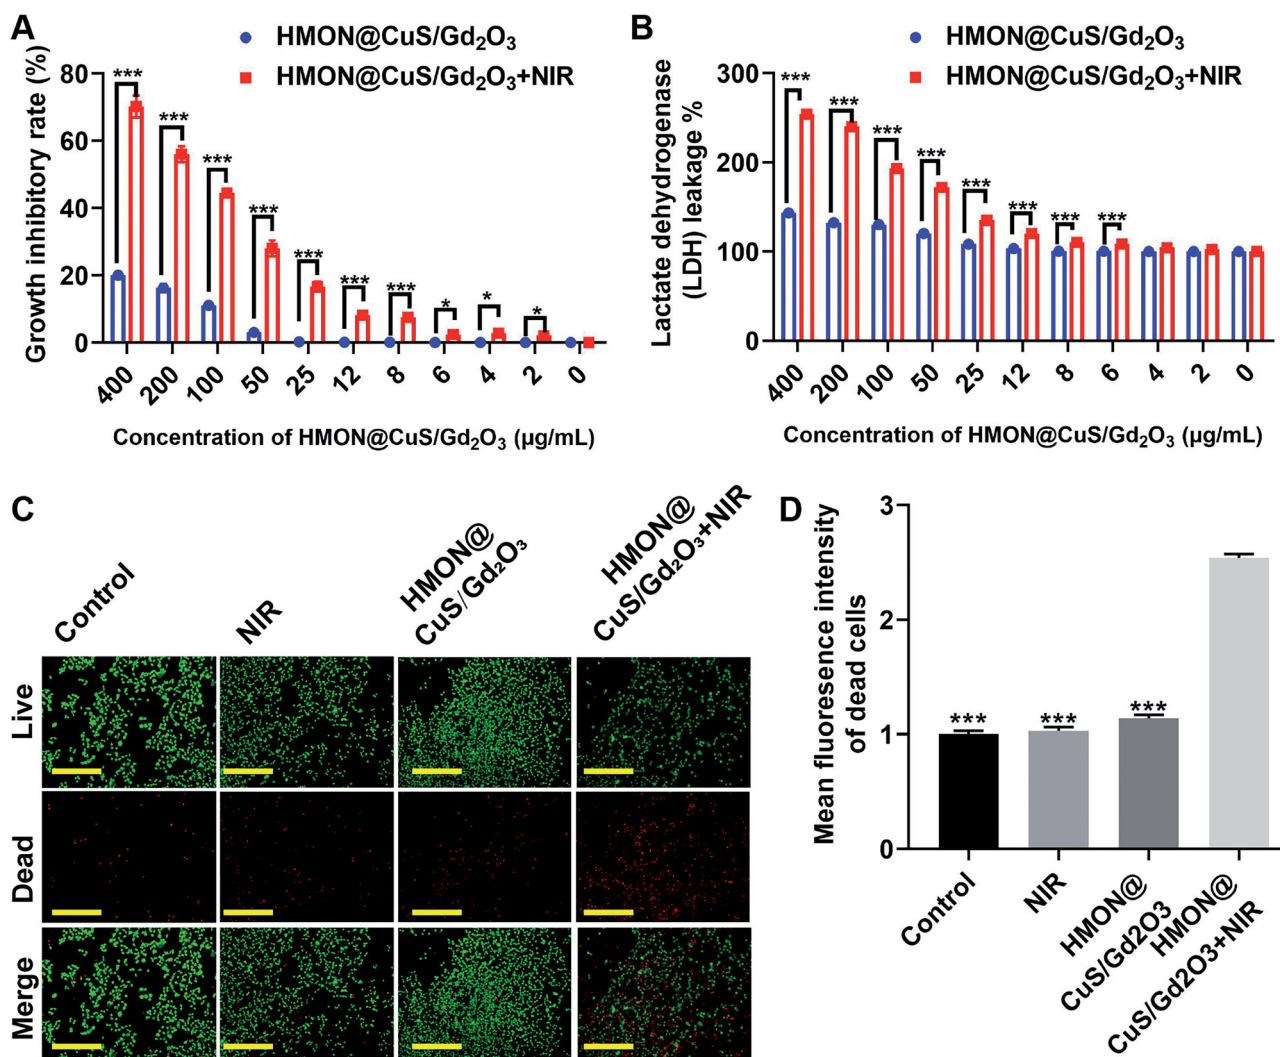 A
HMON@CuS/Gd₂O₃
HMON@CuS/Gd₂O₃+NIR
Growth inhibitory rate (%)
80
60
40
20
0
***
***
***
***
***
***
***
*
*
*
400
200
100
50
25
12
8
6
4
2
0
Concentration of HMON@CuS/Gd₂O₃ (μg/mL)
B
HMON@CuS/Gd₂O₃
HMON@CuS/Gd₂O₃+NIR
Lactate dehydrogenase
(LDH) leakage %
300
200
100
0
***
***
***
***
***
***
***
***
400
200
100
50
25
12
8
6
4
2
0
Concentration of HMON@CuS/Gd₂O₃ (μg/mL)
C
Control
NIR
HMON@
CuS/Gd₂O₃
HMON@
CuS/Gd₂O₃+NIR
Live
Dead
Merge
D
Mean fluoresence intensity
of dead cells
3
2
1
0
***
***
***
Control
NIR
HMON@
CuS/Gd2O3
HMON@
CuS/Gd2O3+NIR